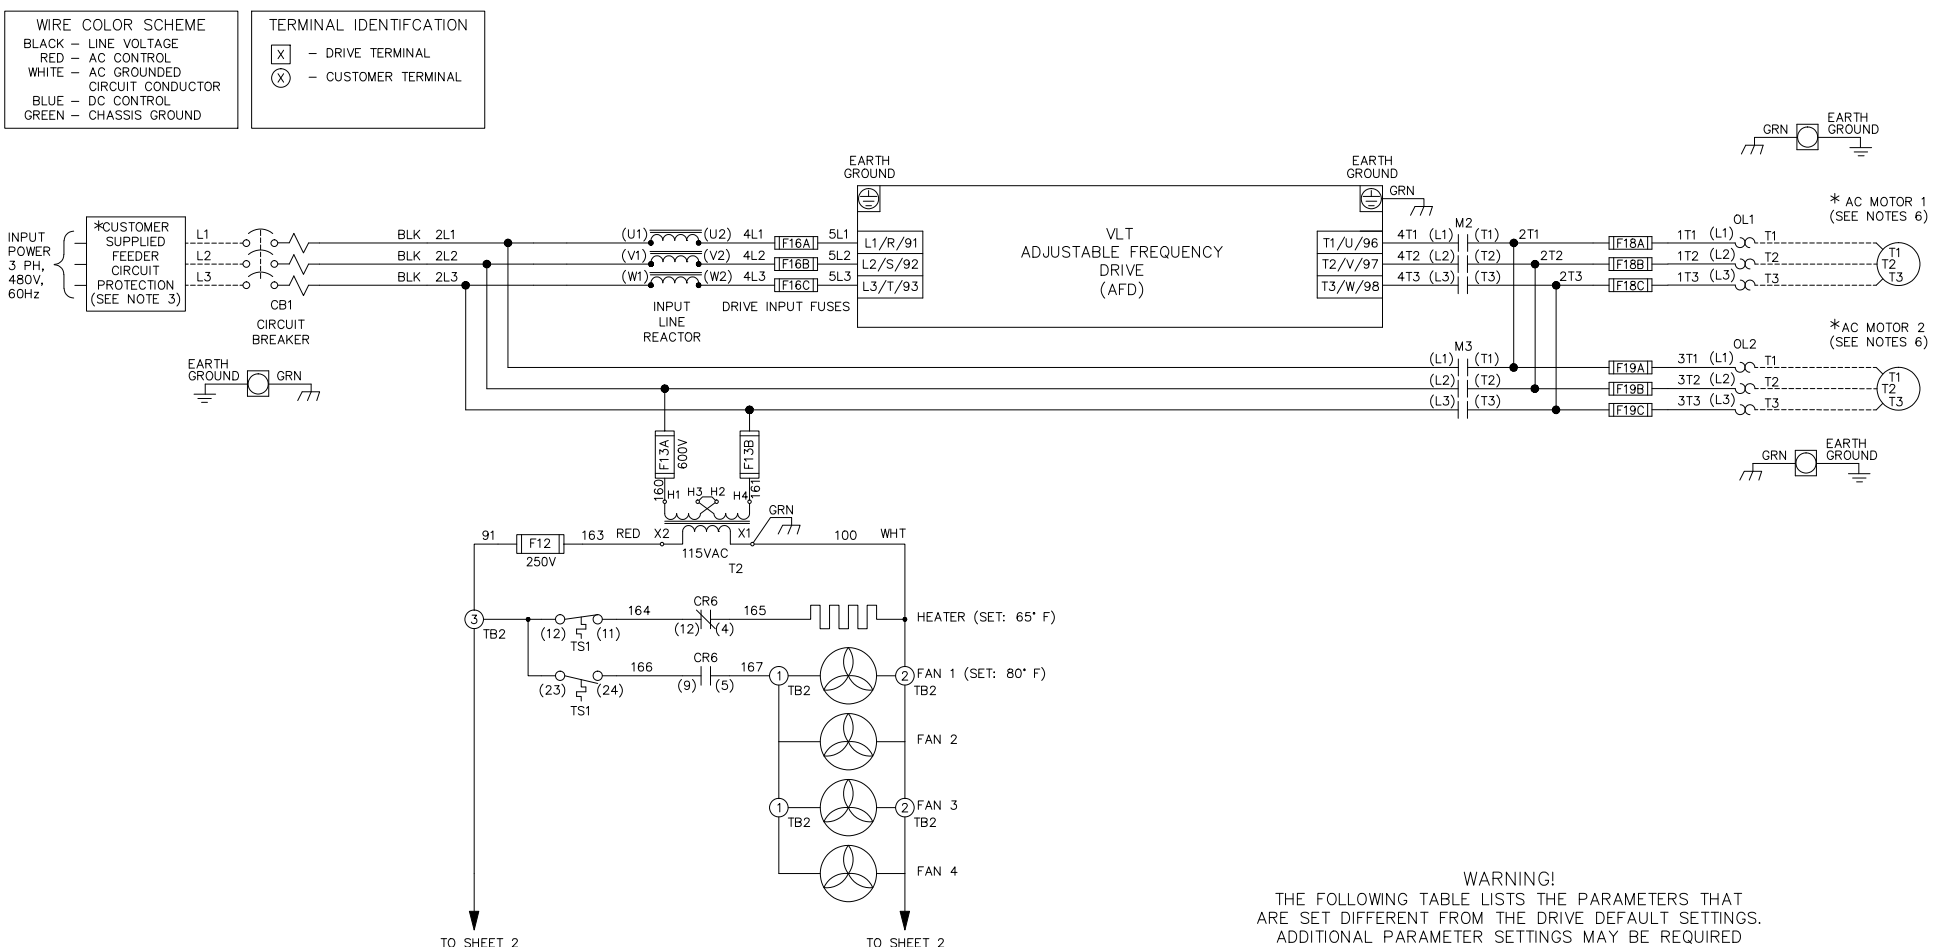 WIRE COLOR SCHEME
BLACK – LINE VOLTAGE
RED – AC CONTROL
WHITE – AC GROUNDED
CIRCUIT CONDUCTOR
BLUE – DC CONTROL
GREEN – CHASSIS GROUND
TERMINAL IDENTIFCATION
X – DRIVE TERMINAL
X – CUSTOMER TERMINAL
INPUT
POWER
3 PH,
480V,
60Hz
*CUSTOMER
SUPPLIED
FEEDER
CIRCUIT
PROTECTION
(SEE NOTE 3)
L1
L2
L3
CB1
CIRCUIT
BREAKER
EARTH
GROUND
GRN
BLK 2L1
BLK 2L2
BLK 2L3
(U1) (U2) 4L1 F16A 5L1
(V1) (V2) 4L2 F16B 5L2
(W1) (W2) 4L3 F16C 5L3
INPUT
LINE
REACTOR
DRIVE INPUT FUSES
EARTH
GROUND
L1/R/91
L2/S/92
L3/T/93
VLT
ADJUSTABLE FREQUENCY
DRIVE
(AFD)
EARTH
GROUND
GRN
T1/U/96
T2/V/97
T3/W/98
M2
4T1 (L1) (T1) 2T1 F18A 1T1 (L1) T1
4T2 (L2) (T2) 2T2 F18B 1T2 (L2) T2
4T3 (L3) (T3) 2T3 F18C 1T3 (L3) T3
OL1
T1
T2
T3
* AC MOTOR 1
(SEE NOTES 6)
GRN
EARTH
GROUND
M3
(L1) (T1) F19A 3T1 (L1) T1
(L2) (T2) F19B 3T2 (L2) T2
(L3) (T3) F19C 3T3 (L3) T3
OL2
T1
T2
T3
*AC MOTOR 2
(SEE NOTES 6)
GRN
EARTH
GROUND
F13A
600V
F13B
160
161
H1 H3 H2 H4
GRN
91 F12 163 RED X2 X1 100 WHT
250V
115VAC
T2
3
TB2
(12) (11) 164 CR6 165
TS1
(12) (4)
HEATER (SET: 65° F)
(23) (24) 166 CR6 167
TS1
(9) (5)
1
TB2
2
TB2
FAN 1 (SET: 80° F)
FAN 2
1
TB2
2
TB2
FAN 3
FAN 4
TO SHEET 2
TO SHEET 2
WARNING!
THE FOLLOWING TABLE LISTS THE PARAMETERS THAT
ARE SET DIFFERENT FROM THE DRIVE DEFAULT SETTINGS.
ADDITIONAL PARAMETER SETTINGS MAY BE REQUIRED